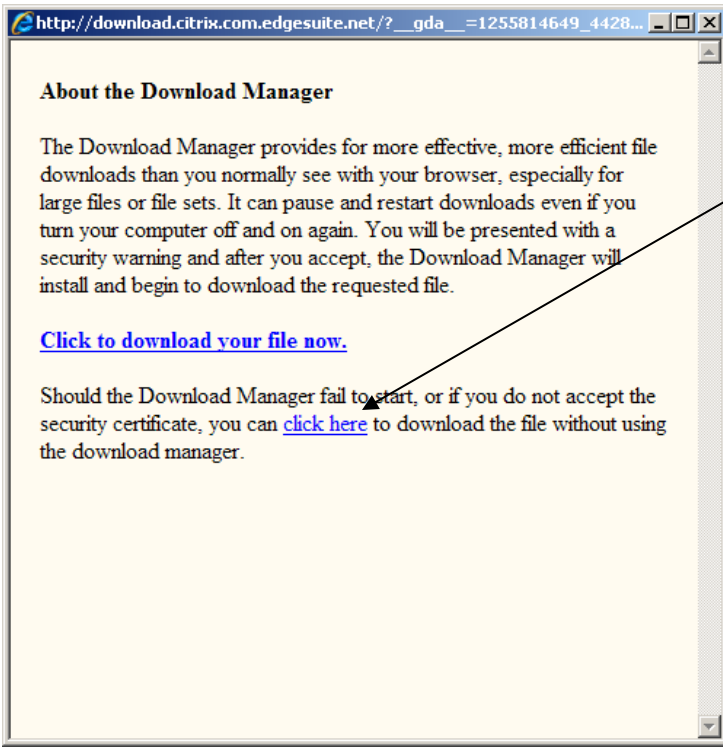 http://download.citrix.com.edgesuite.net/?__gda__=1255814649_4428...
About the Download Manager
The Download Manager provides for more effective, more efficient file
downloads than you normally see with your browser, especially for
large files or file sets. It can pause and restart downloads even if you
turn your computer off and on again. You will be presented with a
security warning and after you accept, the Download Manager will
install and begin to download the requested file.
Click to download your file now.
Should the Download Manager fail to start, or if you do not accept the
security certificate, you can click here to download the file without using
the download manager.